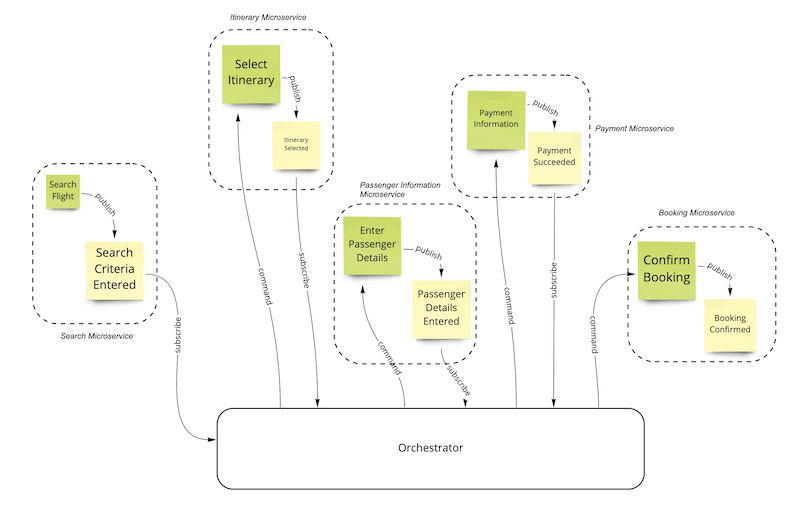 Itinerary Microservice
Select
Itinerary
publish
Itinerary
Selected
command
subscribe
Search
Flight
publish
Search
Criteria
Entered
Search Microservice
subscribe
Passenger Information
Microservice
Enter
Passenger
Details
publish
Passenger
Details
Entered
command
subscribe
Payment
Information
publish
Payment
Succeeded
Payment Microservice
command
subscribe
Booking Microservice
Confirm
Booking
publish
Booking
Confirmed
command
Orchestrator